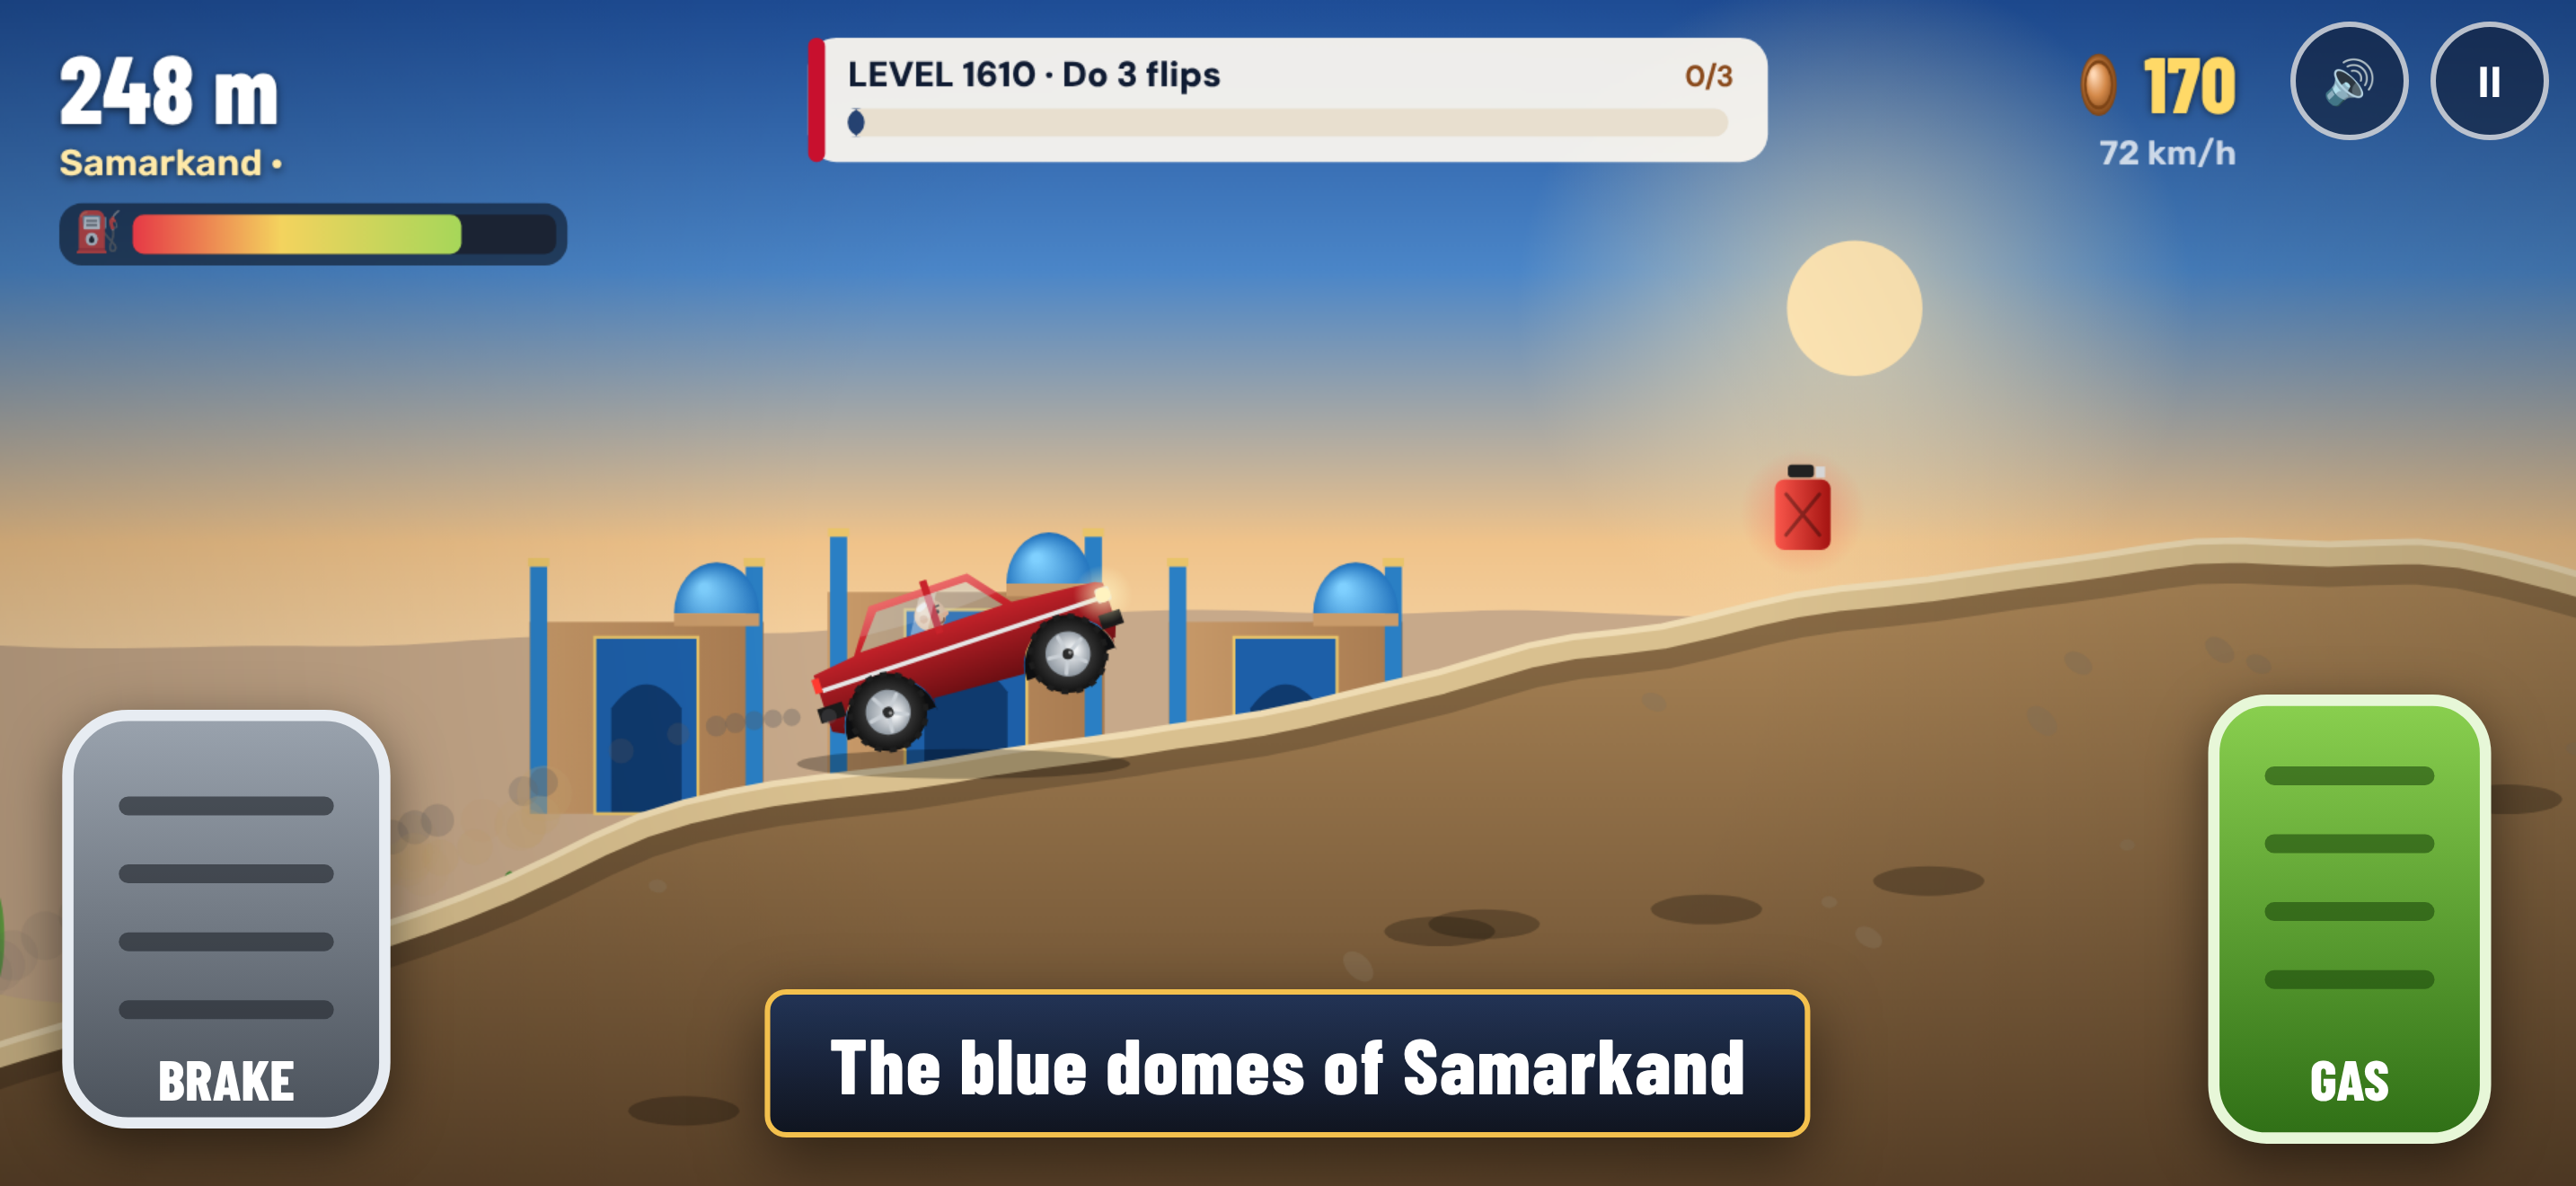 248 m
Samarkand •
LEVEL 1610 · Do 3 flips
0/3
170
72 km/h
The blue domes of Samarkand
BRAKE
GAS